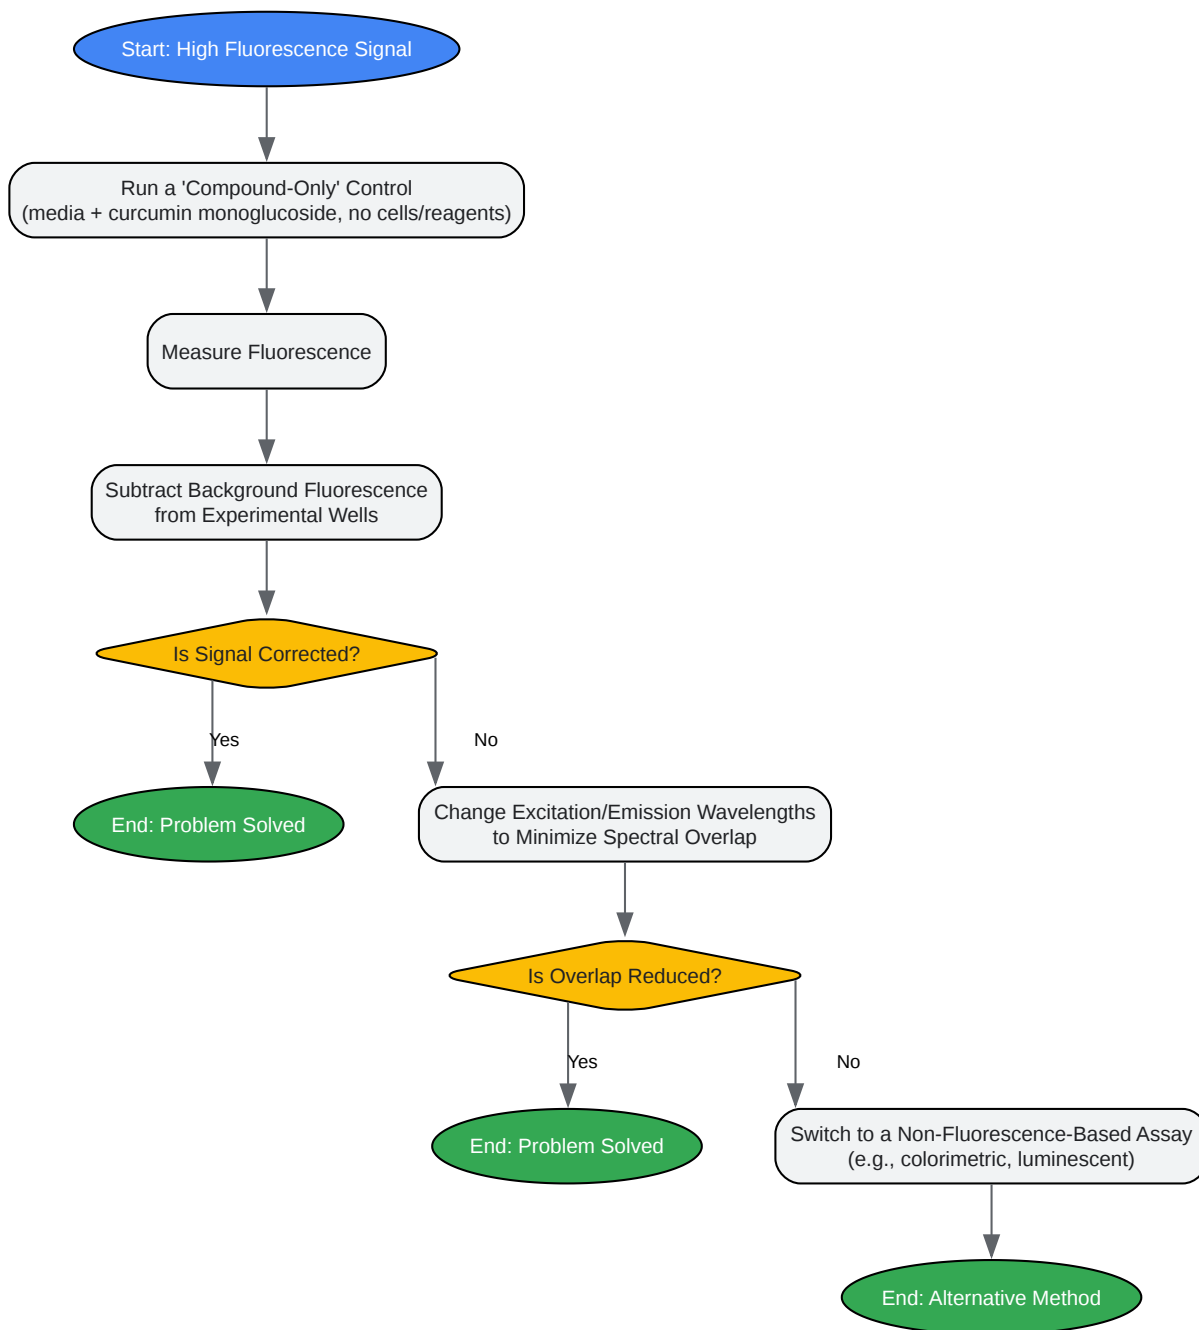 Start: High Fluorescence Signal
Run a 'Compound-Only' Control
(media + curcumin monoglucoside, no cells/reagents)
Measure Fluorescence
Subtract Background Fluorescence
from Experimental Wells
Is Signal Corrected?
Yes
No
End: Problem Solved
Change Excitation/Emission Wavelengths
to Minimize Spectral Overlap
Is Overlap Reduced?
Yes
No
End: Problem Solved
Switch to a Non-Fluorescence-Based Assay
(e.g., colorimetric, luminescent)
End: Alternative Method